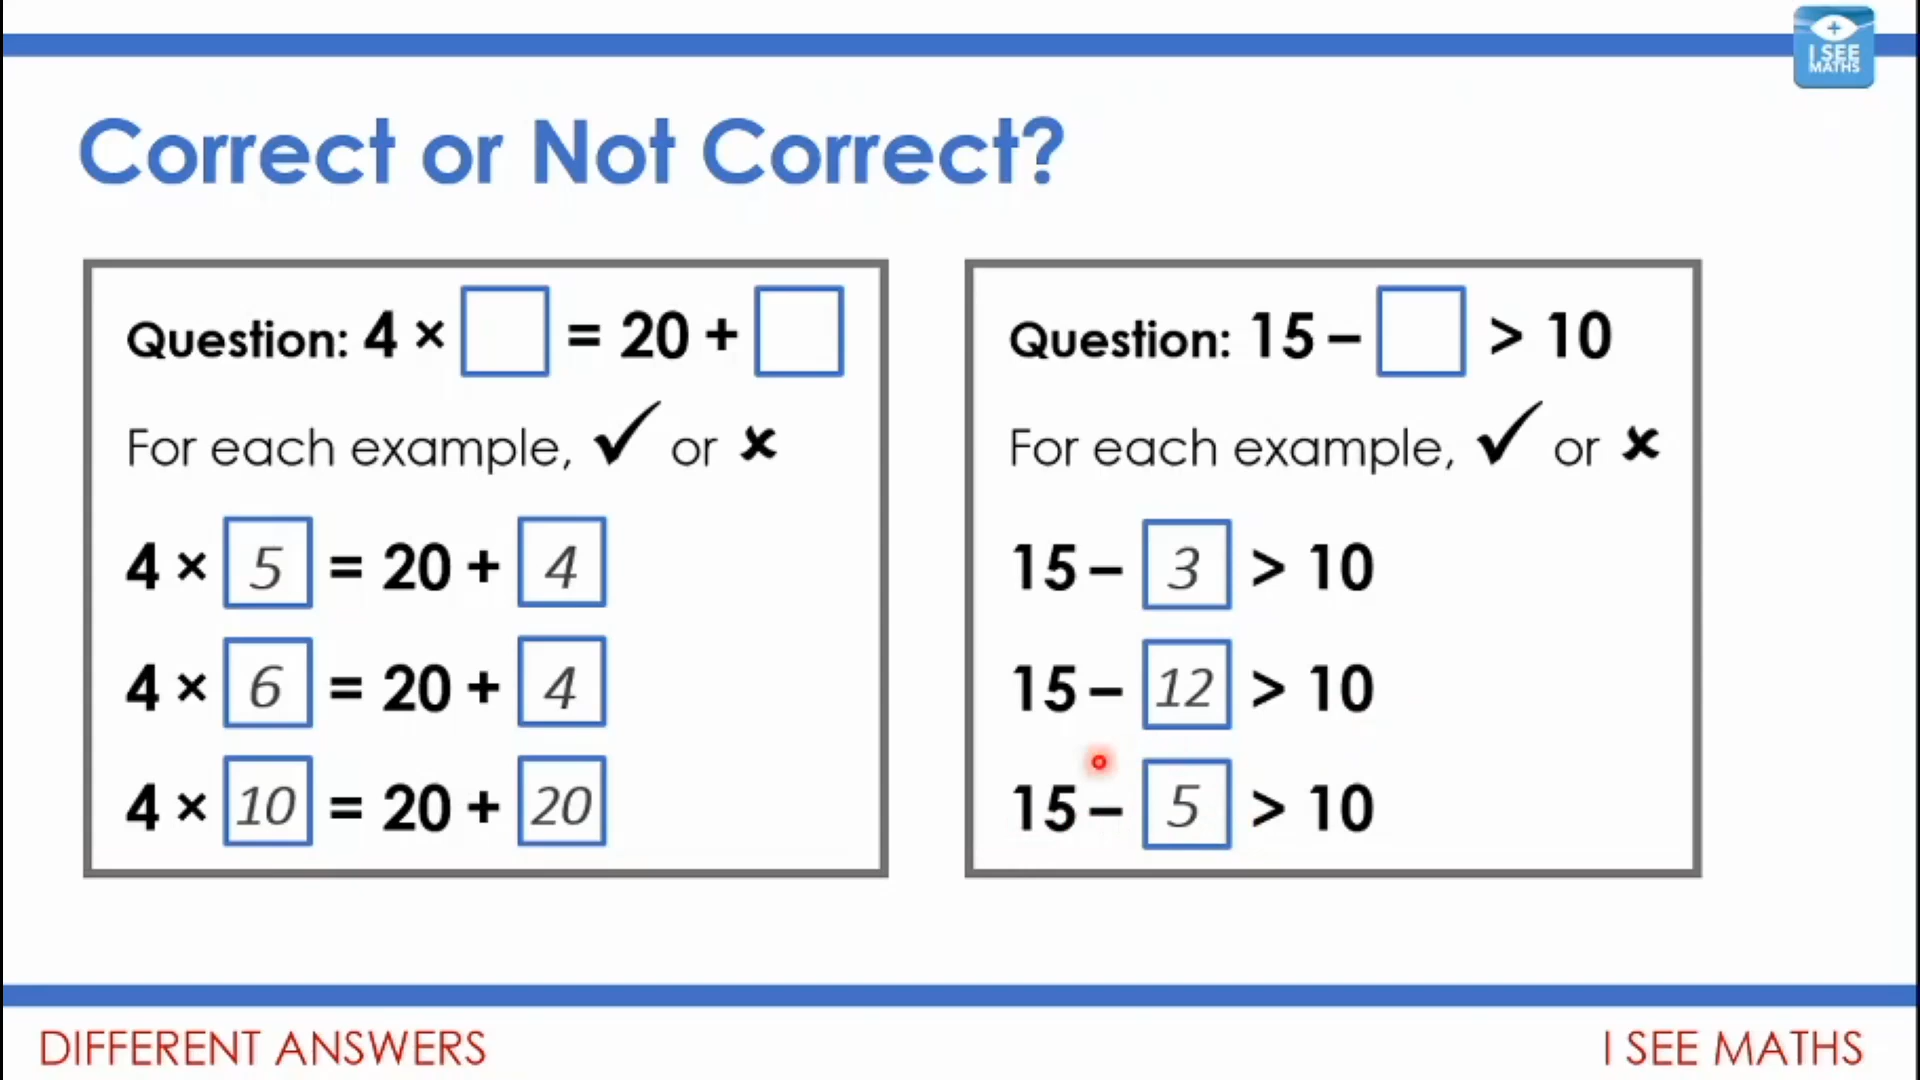 I SEE
MATHS
Correct or Not Correct?
Question: 4 × = 20 +
For each example, ✓ or ✘
4 × 5 = 20 + 4
4 × 6 = 20 + 4
4 × 10 = 20 + 20
Question: 15 – > 10
For each example, ✓ or ✘
15 – 3 > 10
15 – 12 > 10
15 – 5 > 10
DIFFERENT ANSWERS
I SEE MATHS